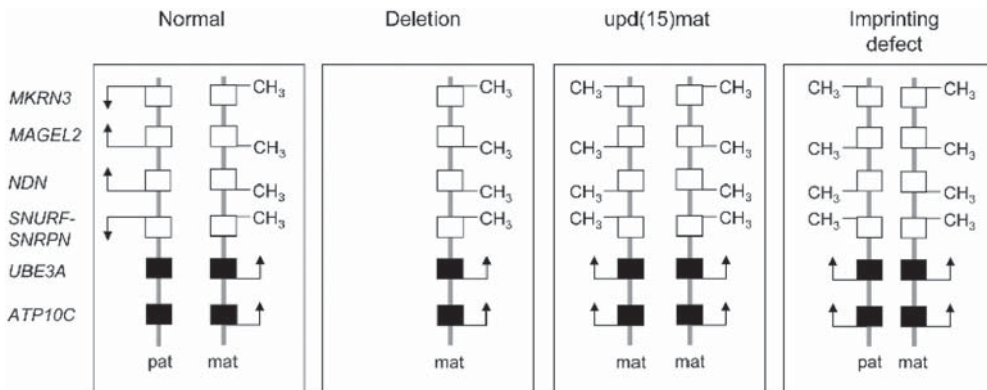 Normal
Deletion
upd(15)mat
Imprinting
defect
MKRN3
CH₃
CH₃
CH₃
CH₃
CH₃
CH₃
MAGEL2
CH₃
CH₃
CH₃
CH₃
CH₃
CH₃
NDN
CH₃
CH₃
CH₃
CH₃
CH₃
CH₃
SNURF-
SNRPN
CH₃
CH₃
CH₃
CH₃
CH₃
CH₃
UBE3A
ATP10C
pat mat
mat
mat mat
pat mat